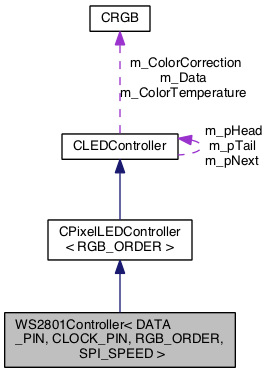 CRGB
m_ColorCorrection
m_Data
m_ColorTemperature
CLEDController
m_pHead
m_pTail
m_pNext
CPixelLEDController
< RGB_ORDER >
WS2801Controller< DATA
_PIN, CLOCK_PIN, RGB_ORDER,
SPI_SPEED >